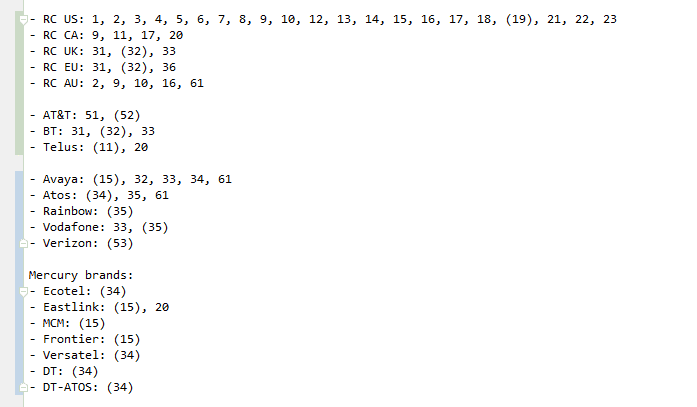 - RC US: 1, 2, 3, 4, 5, 6, 7, 8, 9, 10, 12, 13, 14, 15, 16, 17, 18, (19), 21, 22, 23
- RC CA: 9, 11, 17, 20
- RC UK: 31, (32), 33
- RC EU: 31, (32), 36
- RC AU: 2, 9, 10, 16, 61
- AT&T: 51, (52)
- BT: 31, (32), 33
- Telus: (11), 20
- Avaya: (15), 32, 33, 34, 61
- Atos: (34), 35, 61
- Rainbow: (35)
- Vodafone: 33, (35)
- Verizon: (53)
Mercury brands:
- Ecotel: (34)
- Eastlink: (15), 20
- MCM: (15)
- Frontier: (15)
- Versatel: (34)
- DT: (34)
- DT-ATOS: (34)